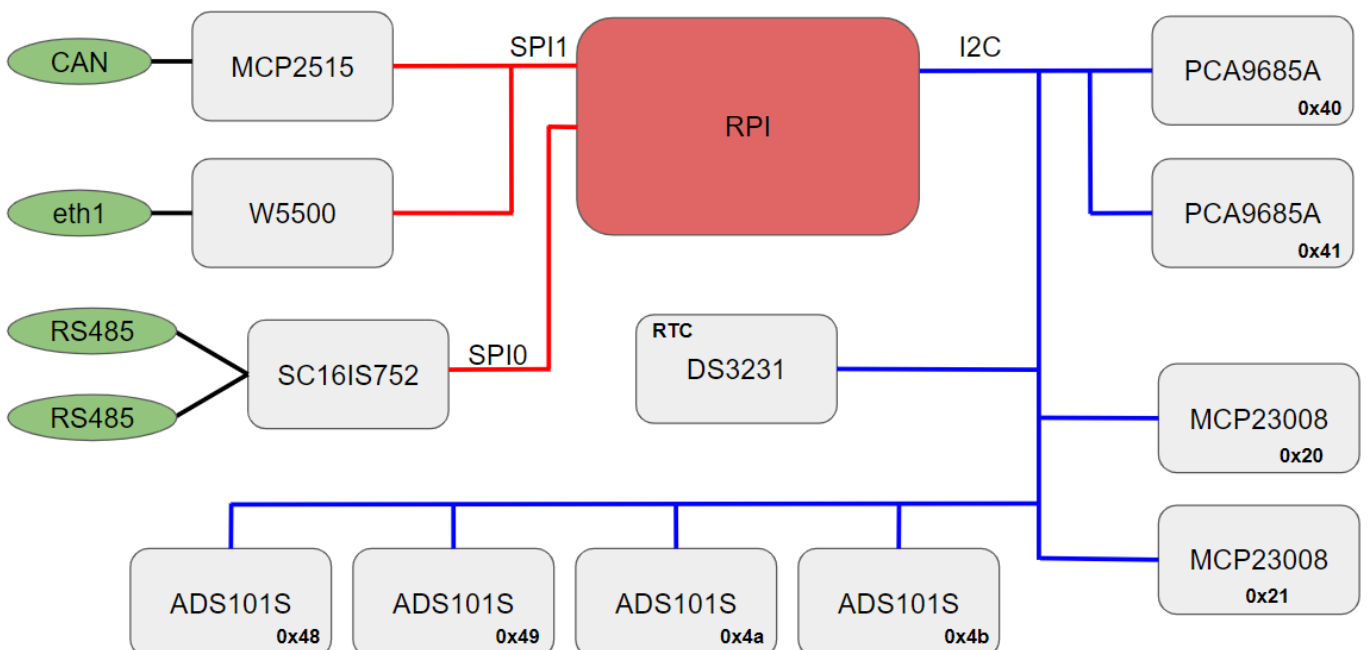 CAN
MCP2515
SPI1
RPI
I2C
PCA9685A
0x40
eth1
W5500
PCA9685A
0x41
RS485
RS485
SC16IS752
SPI0
RTC
DS3231
MCP23008
0x20
ADS101S
0x48
ADS101S
0x49
ADS101S
0x4a
ADS101S
0x4b
MCP23008
0x21